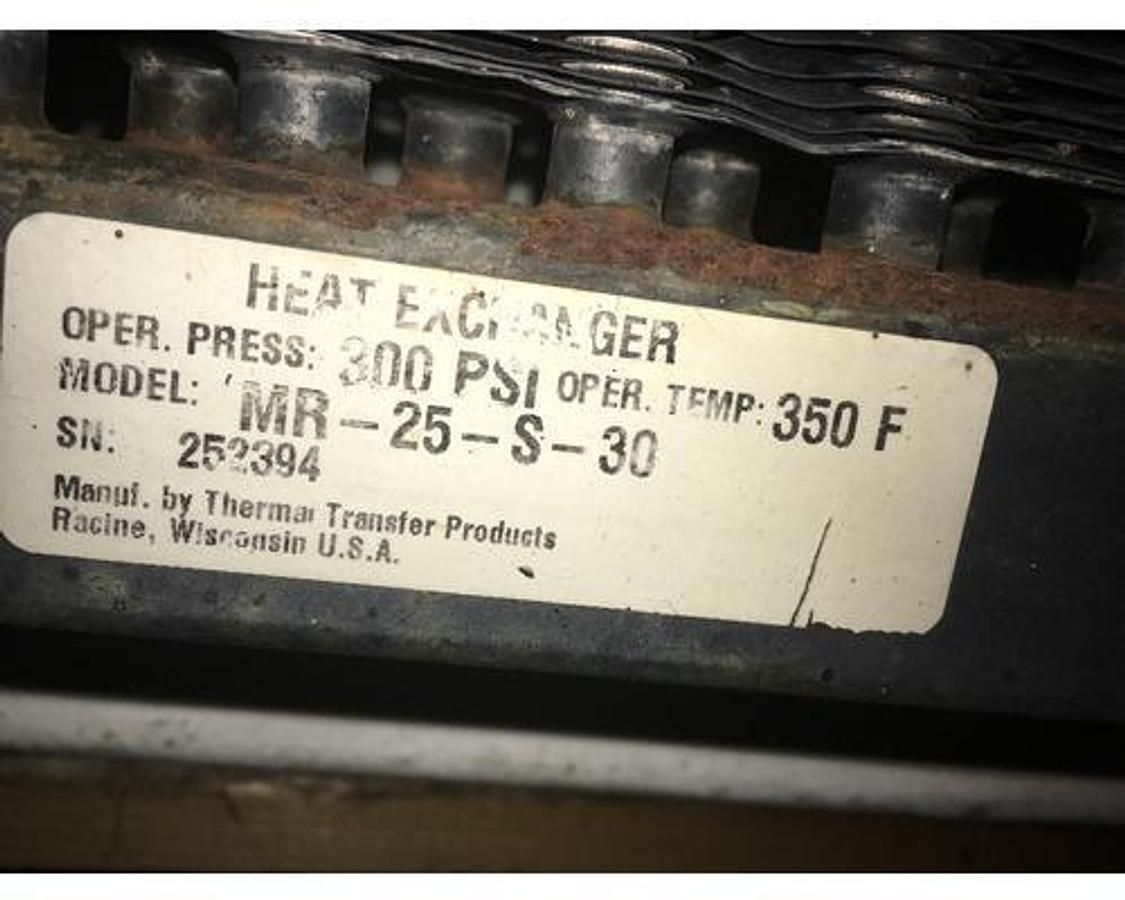 HEAT EXCHANGER
OPER. PRESS: 300 PSI OPER. TEMP: 350 F
MODEL: MR-25-S-30
SN: 252394
Manuf. by Thermal Transfer Products
Racine, Wisconsin U.S.A.